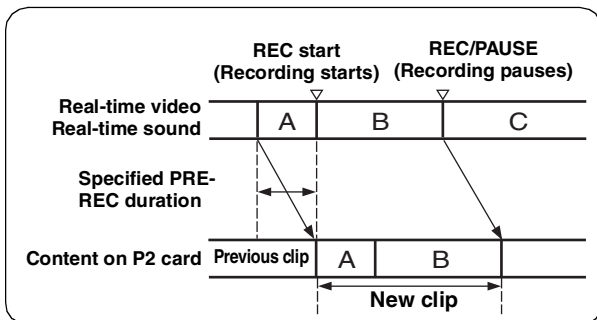 REC start
(Recording starts)
REC/PAUSE
(Recording pauses)
Real-time video
Real-time sound
A
B
C
Specified PRE-
REC duration
Content on P2 card
Previous clip
A
B
New clip